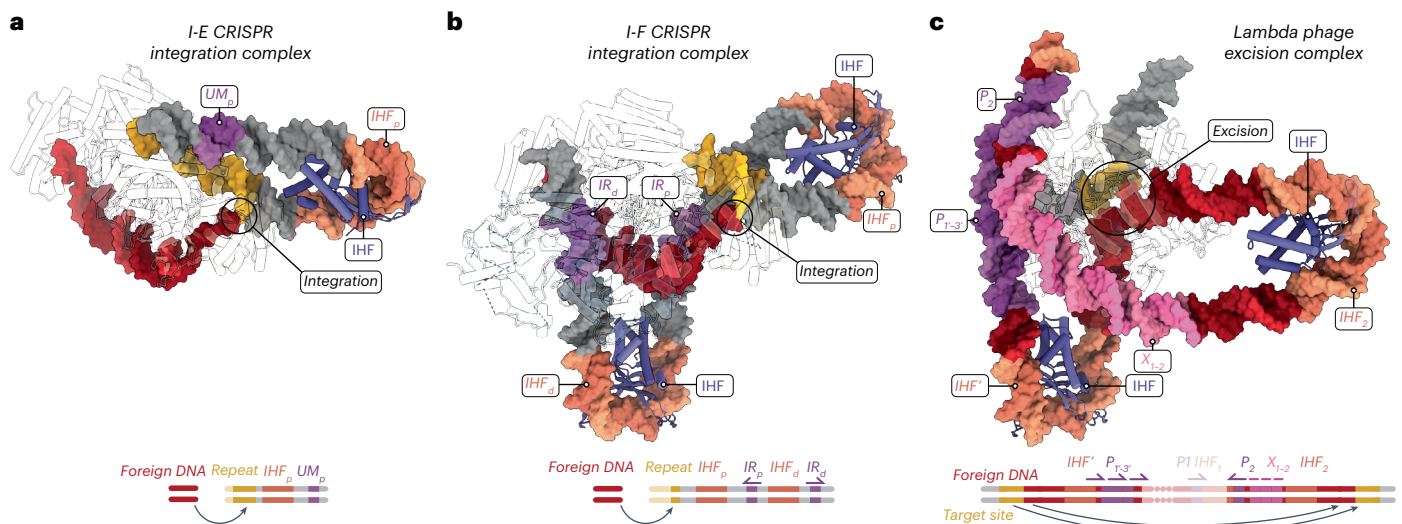 a
I-E CRISPR
integration complex
UMp
IHFp
IHF
Integration
b
I-F CRISPR
integration complex
IHF
IRd
IRp
IHFp
Integration
IHFd
IHF
c
Lambda phage
excision complex
P2
Excision
IHF
P1'–3'
IHF2
X1–2
IHF'
IHF
Foreign DNA Repeat IHFp UMp
Foreign DNA Repeat IHFp IRp IHFd IRd
Foreign DNA IHF' P1'-3' P1 IHF1 P2 X1–2 IHF2
Target site